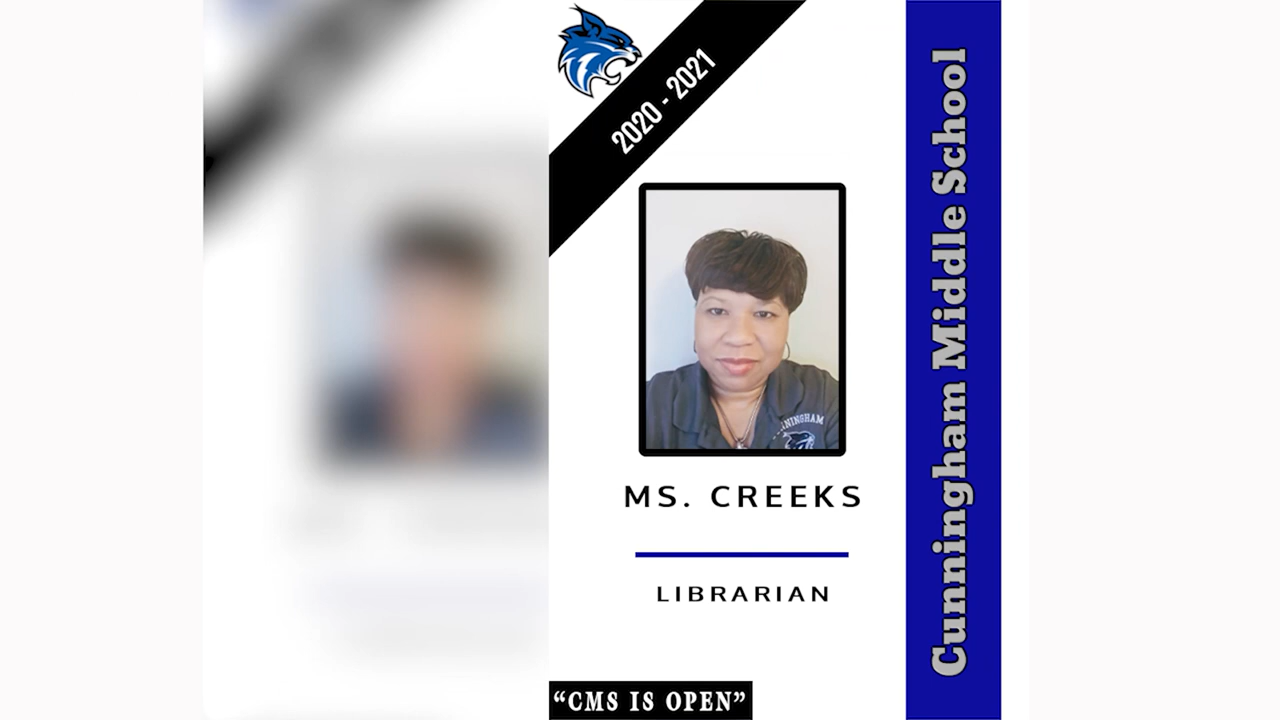 2020 - 2021
MS. CREEKS
LIBRARIAN
"CMS IS OPEN"
Cunningham Middle School